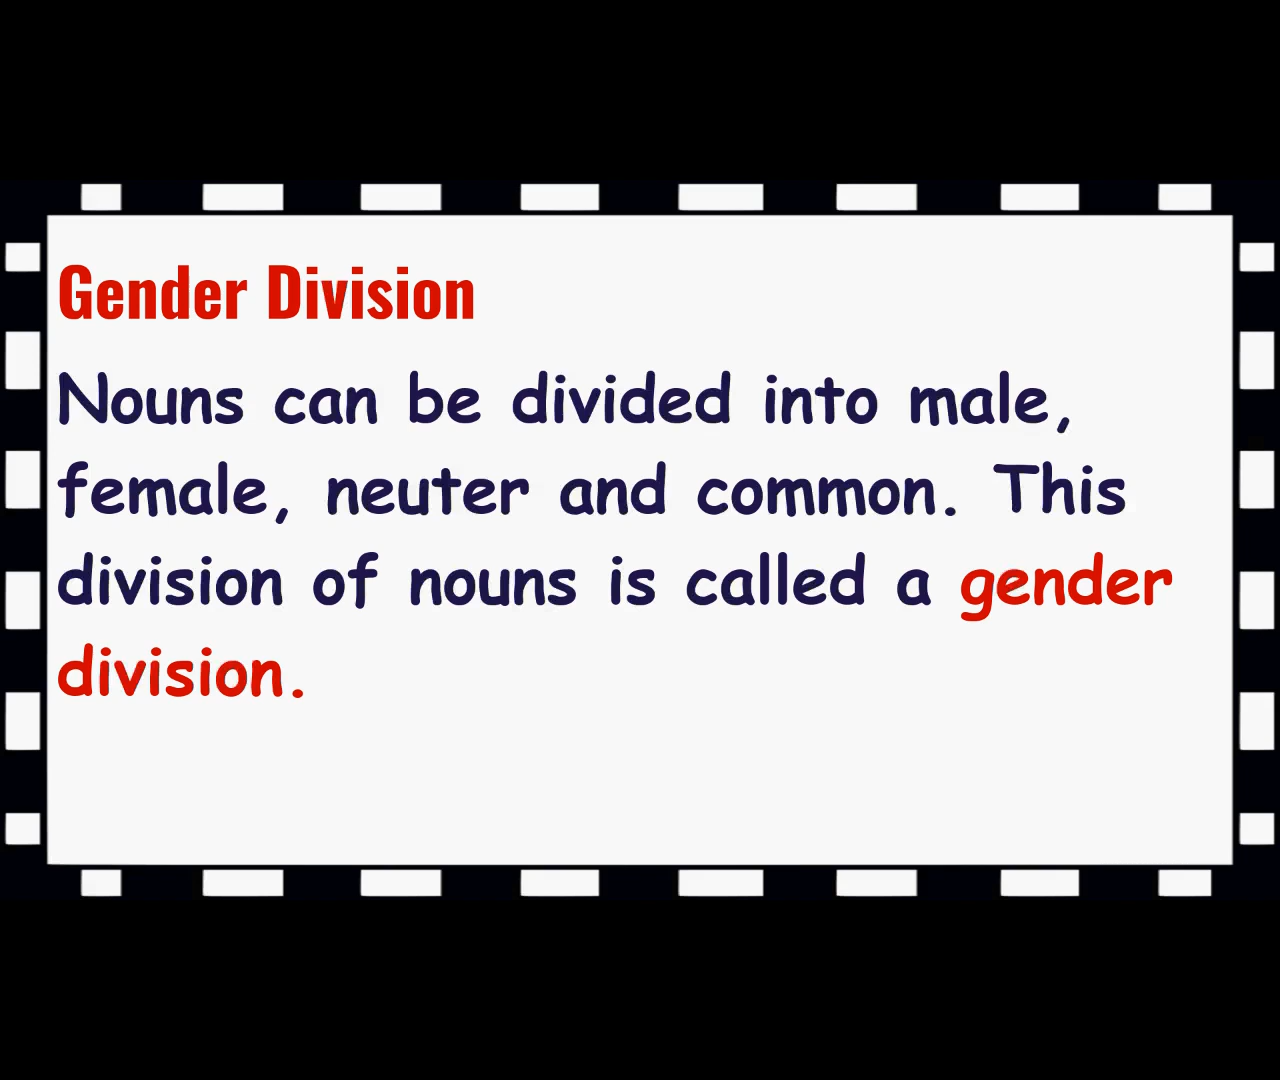 Gender Division
Nouns can be divided into male,
female, neuter and common. This
division of nouns is called a gender
division.